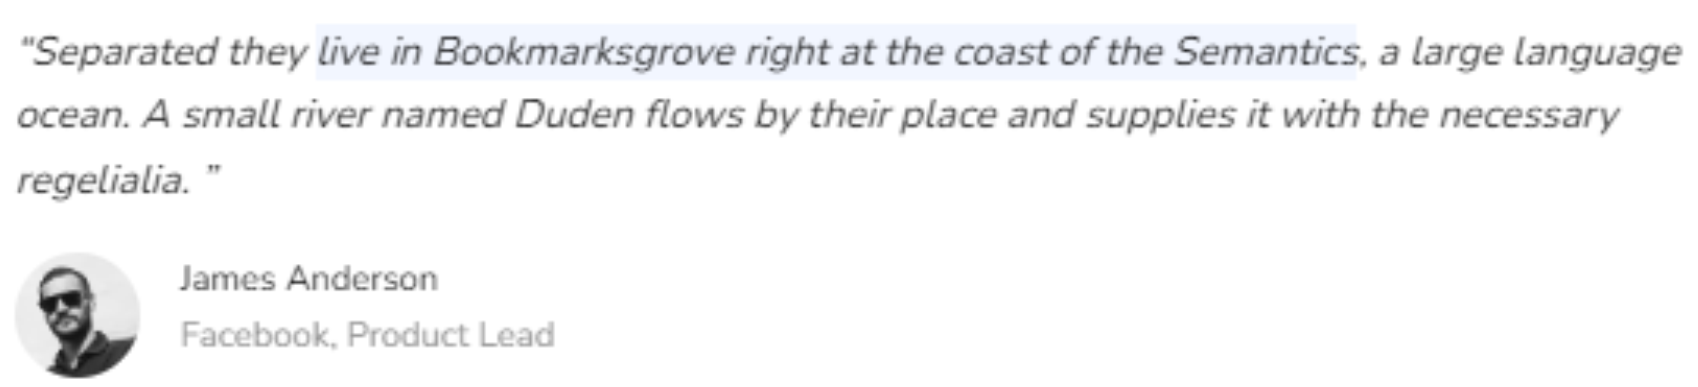 “Separated they live in Bookmarksgrove right at the coast of the Semantics, a large language
ocean. A small river named Duden flows by their place and supplies it with the necessary
regelialia. ”
James Anderson
Facebook, Product Lead